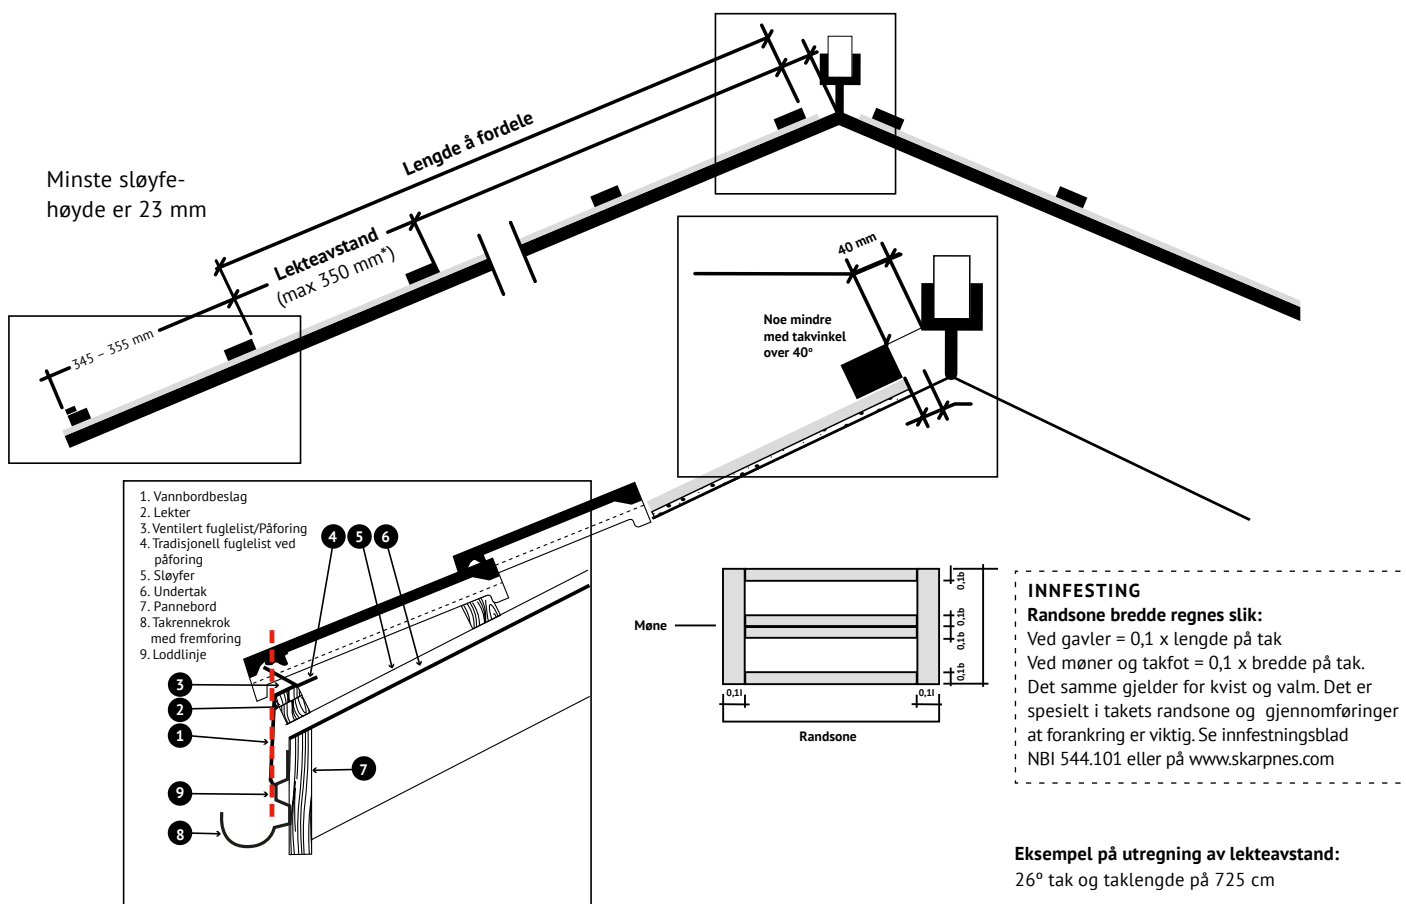 Minste sløyfe-
høyde er 23 mm
Lengde å fordele
Lekteavstand
(max 350 mm*)
345 – 355 mm
40 mm
Noe mindre
med takvinkel
over 40º
1. Vannbordbeslag
2. Lekter
3. Ventilert fuglelist/Påforing
4. Tradisjonell fuglelist ved
påforing
5. Sløyfer
6. Undertak
7. Pannebord
8. Takrennekrok
med fremforing
9. Loddlinje
4 5 6
3
2
1
7
9
8
Møne
0,1b
0,1b
0,1b
0,1b
0,1l
0,1l
Randsone
INNFESTING
Randsone bredde regnes slik:
Ved gavler = 0,1 x lengde på tak
Ved møner og takfot = 0,1 x bredde på tak.
Det samme gjelder for kvist og valm. Det er
spesielt i takets randsone og gjennomføringer
at forankring er viktig. Se innfestningsblad
NBI 544.101 eller på www.skarpnes.com
Eksempel på utregning av lekteavstand:
26º tak og taklengde på 725 cm